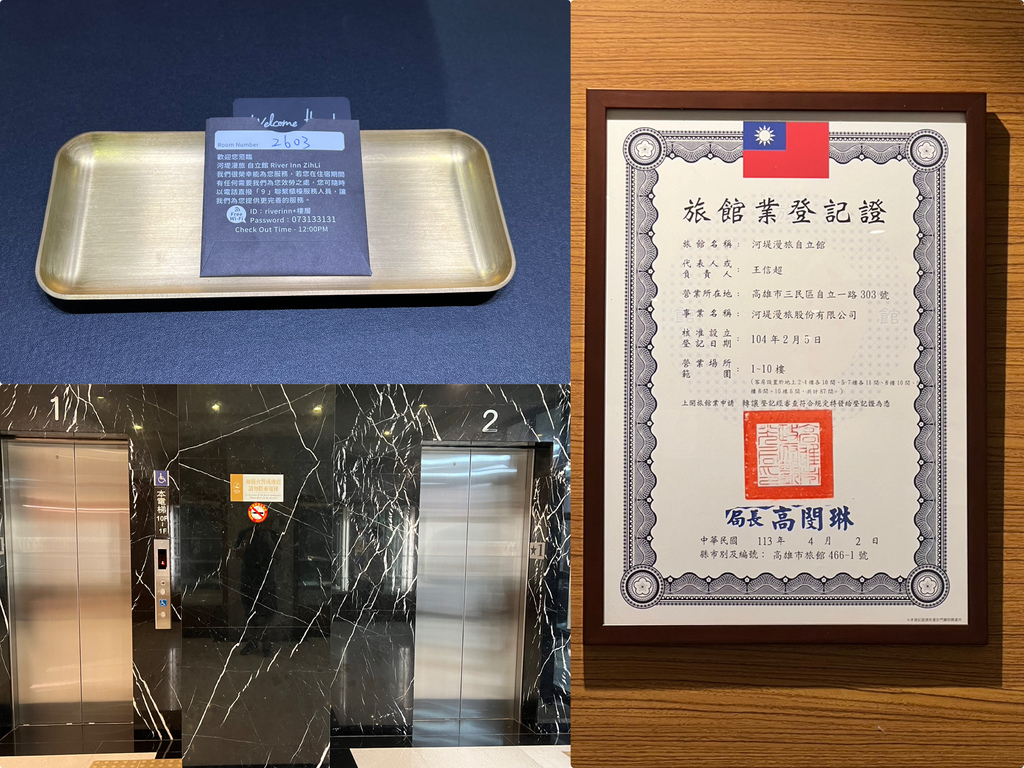 Welcome
Room Number 2603
歡迎您蒞臨
河堤漫旅 自立館 River Inn ZihLi
我們很榮幸能為您服務，若您在住宿期間
有任何需要我們為您效勞之處，您可隨時
以電話直撥「9」聯繫櫃檯服務人員，讓
我們為您提供更完善的服務。
Free Wi-Fi
ID：riverinn+樓層
Password：073133131
Check Out Time - 12:00PM
1
2
本電梯
10F
1F
旅館業登記證
旅館名稱： 河堤漫旅自立館
代表人或
負責人： 王信超
營業所在地： 高雄市三民區自立一路303號
事業名稱： 河堤漫旅股份有限公司
核准設立
登記日期： 104年2月5日
營業場所
範圍： 1~10樓
上開旅館業申請 轉讓登記經審查符合規定特發給登記證為憑
局長高閔琳
中華民國 113年 4月 2日
縣市別及編號： 高雄市旅館466-1號